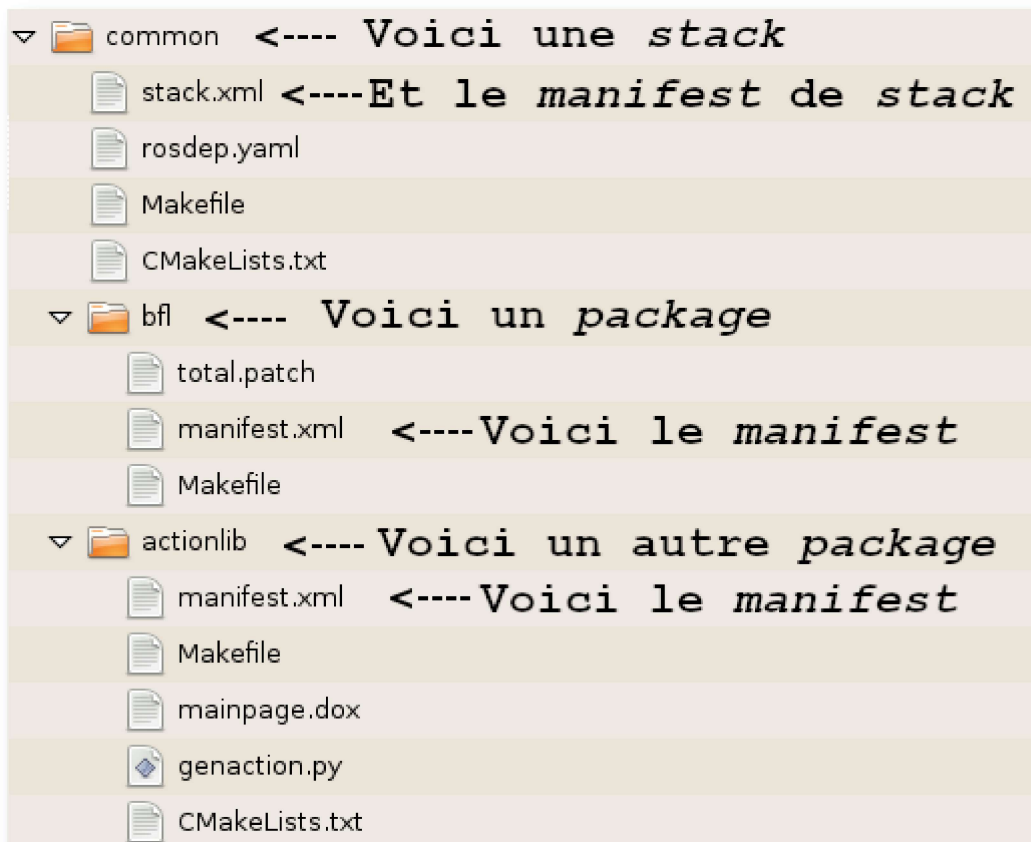 common <---- Voici une stack
stack.xml <----Et le manifest de stack
rosdep.yaml
Makefile
CMakeLists.txt
bfl <---- Voici un package
total.patch
manifest.xml <----Voici le manifest
Makefile
actionlib <---- Voici un autre package
manifest.xml <----Voici le manifest
Makefile
mainpage.dox
genaction.py
CMakeLists.txt